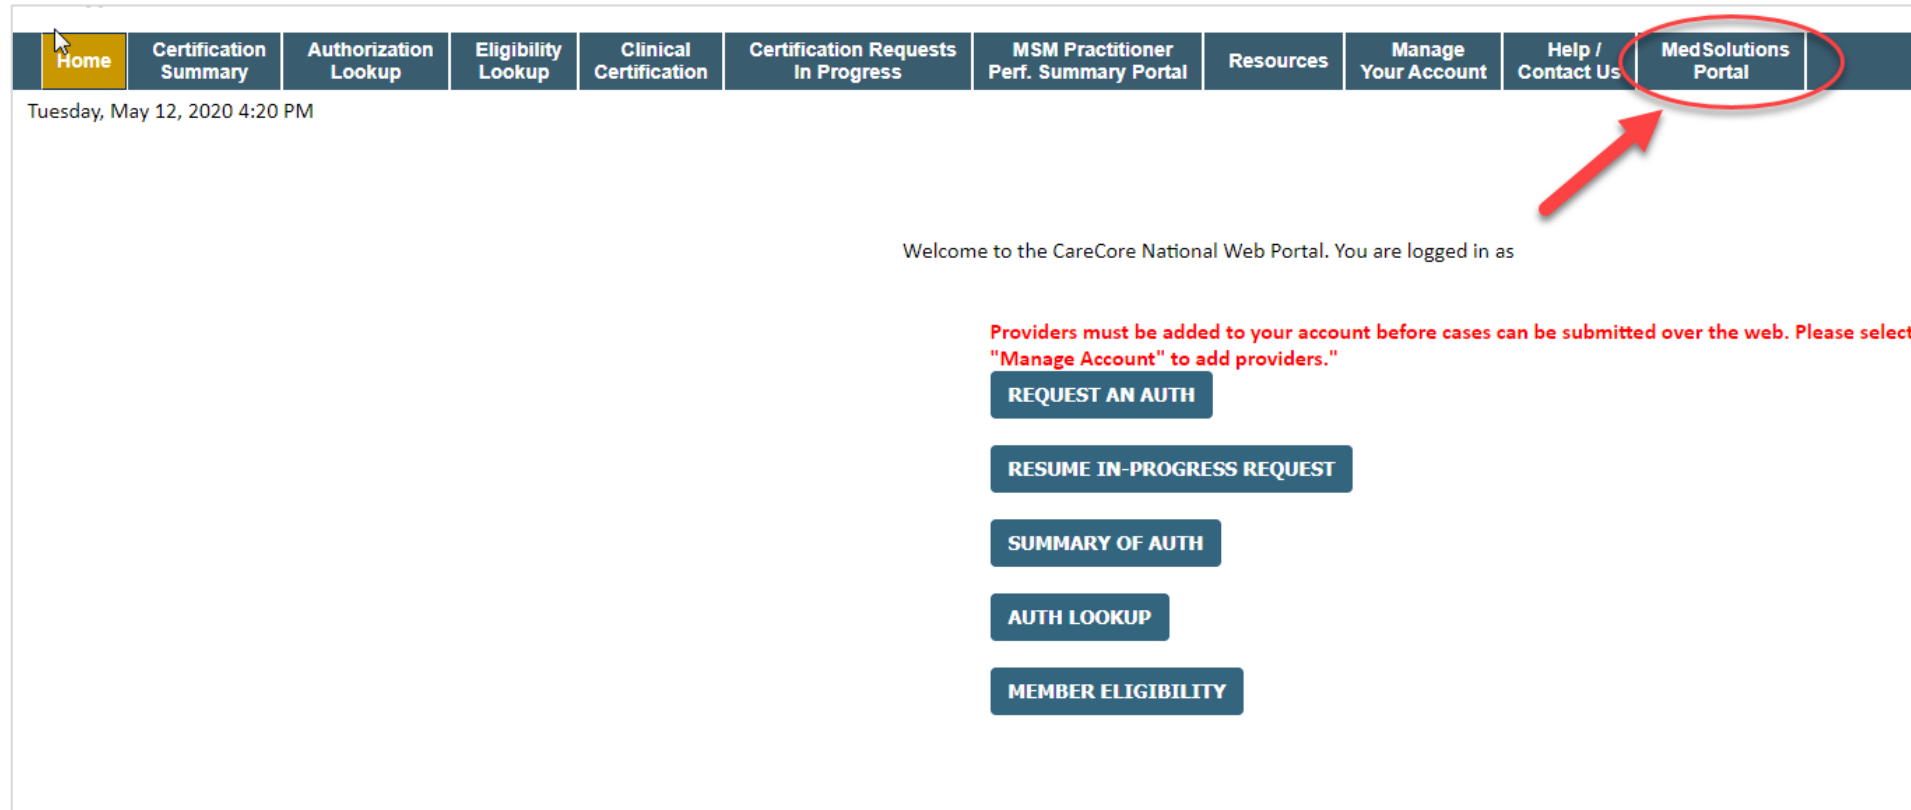 Home
Certification
Summary
Authorization
Lookup
Eligibility
Lookup
Clinical
Certification
Certification Requests
In Progress
MSM Practitioner
Perf. Summary Portal
Resources
Manage
Your Account
Help /
Contact Us
MedSolutions
Portal
Tuesday, May 12, 2020 4:20 PM
Welcome to the CareCore National Web Portal. You are logged in as
Providers must be added to your account before cases can be submitted over the web. Please select
"Manage Account" to add providers."
REQUEST AN AUTH
RESUME IN-PROGRESS REQUEST
SUMMARY OF AUTH
AUTH LOOKUP
MEMBER ELIGIBILITY